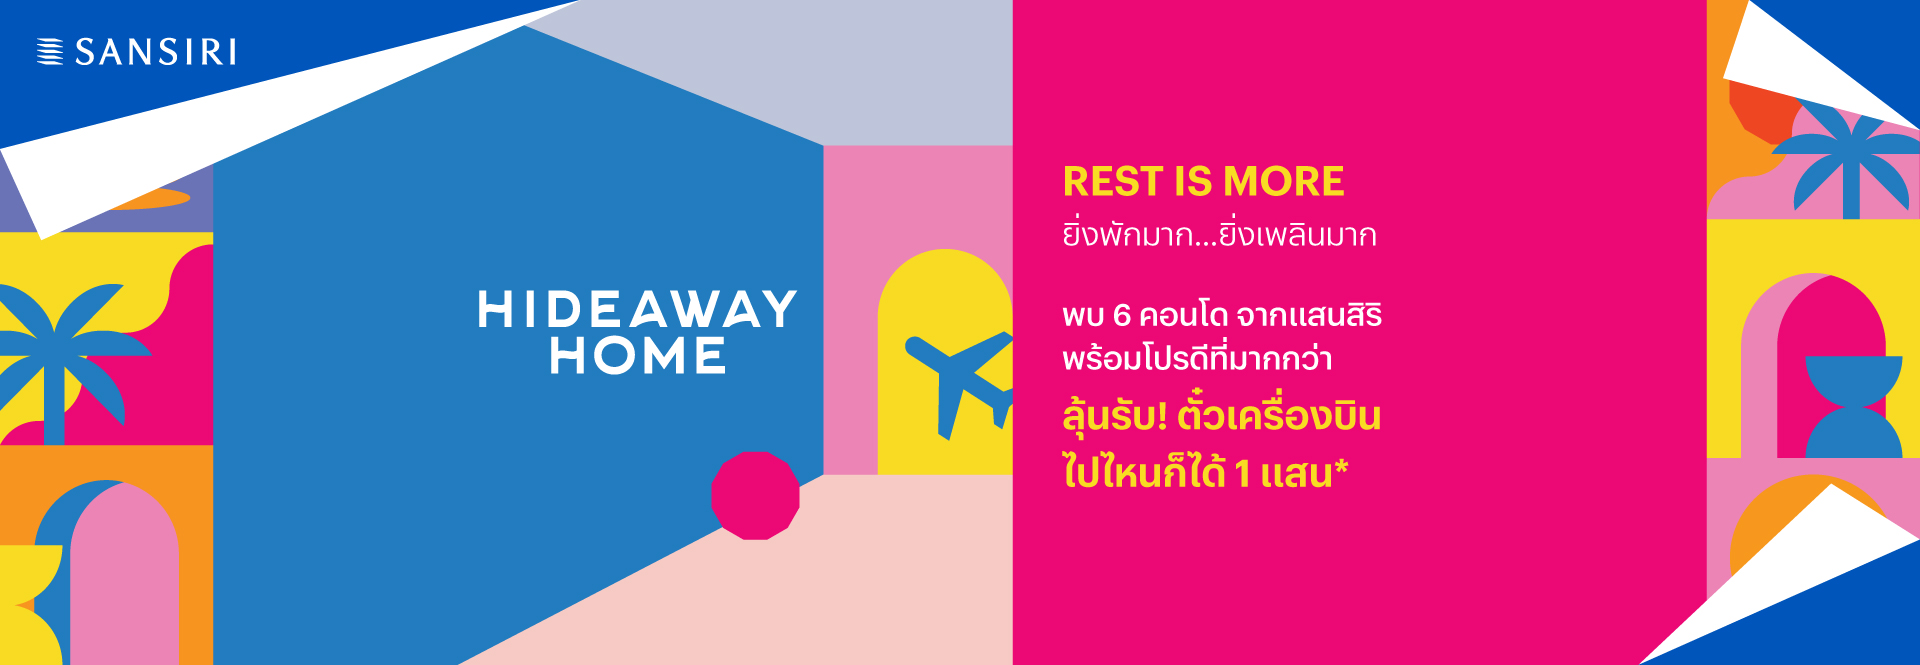 SANSIRI
HIDEAWAY
HOME
REST IS MORE
ยิ่งพักมาก...ยิ่งเพลินมาก
พบ 6 คอนโด จากแสนสิริ
พร้อมโปรดีที่มากกว่า
ลุ้นรับ! ตั๋วเครื่องบิน
ไปไหนก็ได้ 1 แสน*